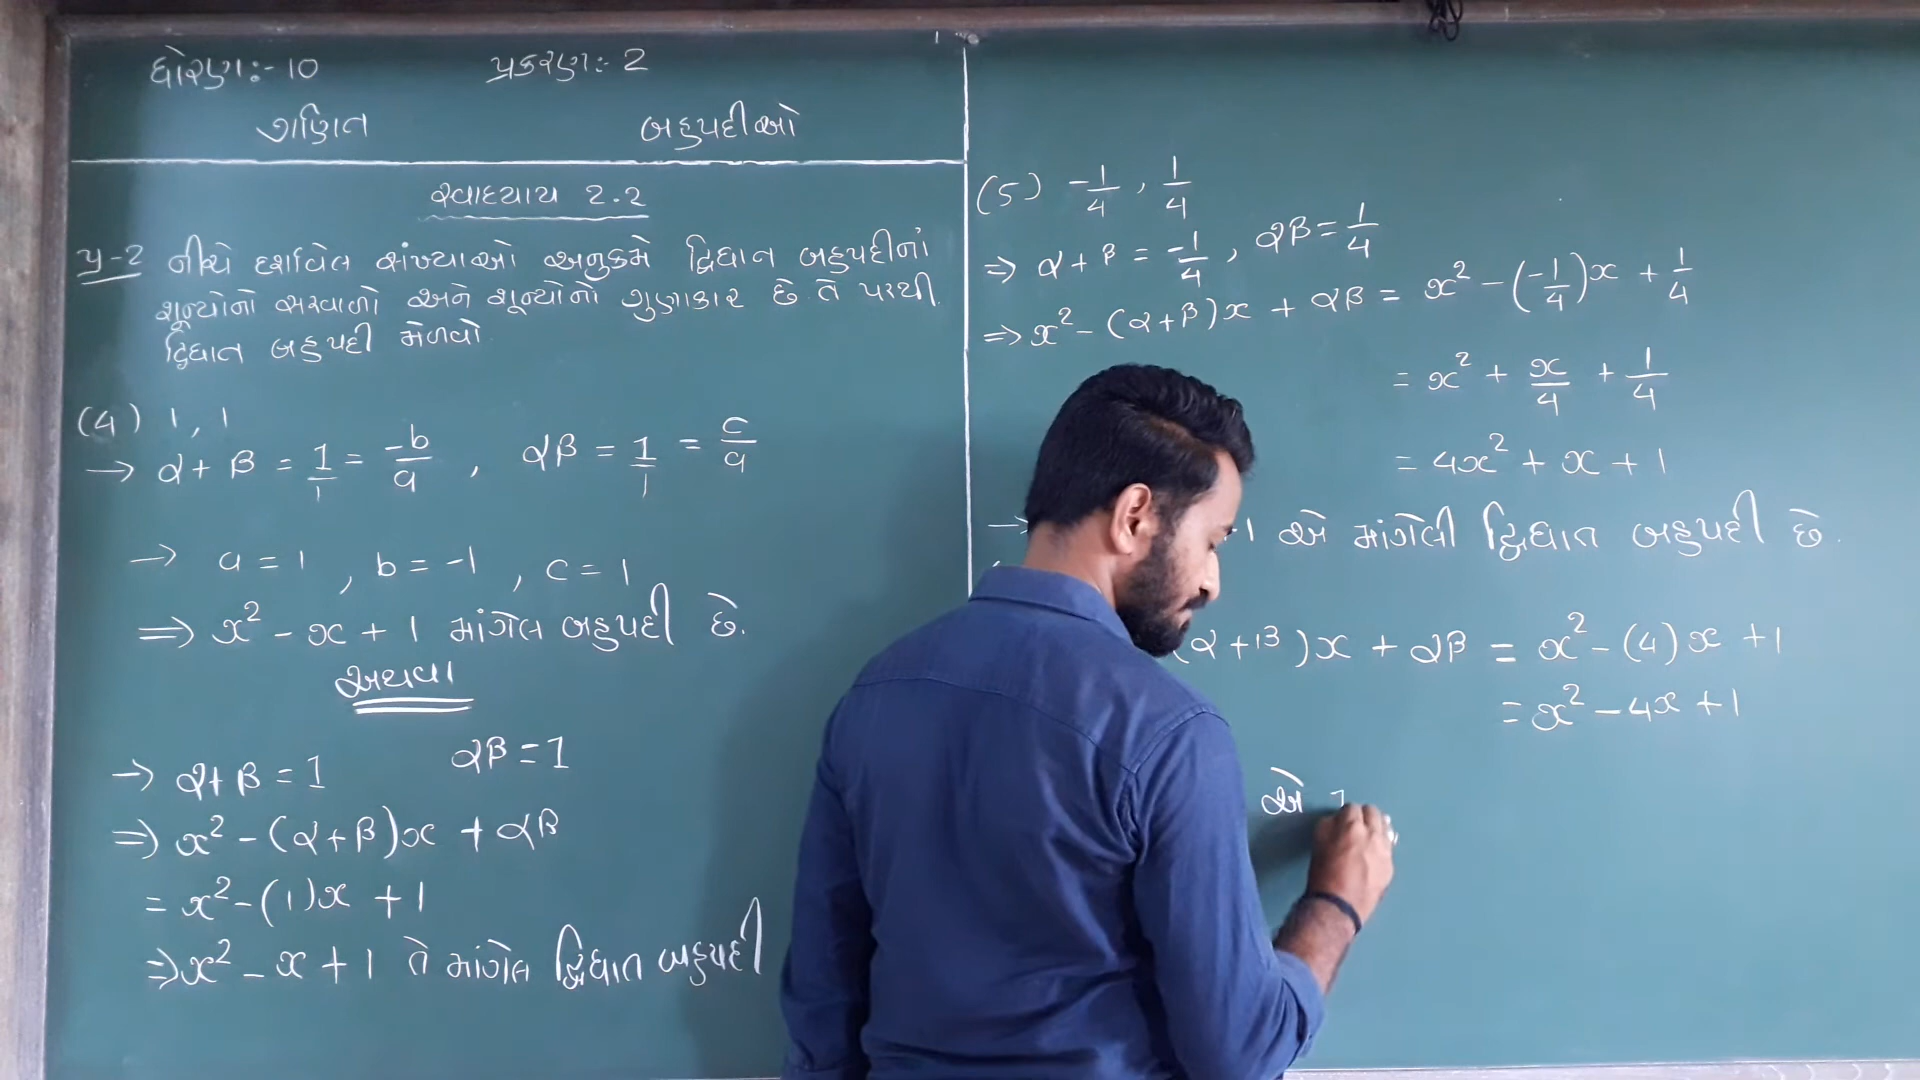 ધોરણ:- 10 પ્રકરણ:- 2
ગણિત બહુપદીઓ
સ્વાધ્યાય 2.2
પ્ર-2 નીચે દર્શાવેલ સંખ્યાઓ અનુક્રમે દ્વિઘાત બહુપદીનાં
શૂન્યોનો સરવાળો અને શૂન્યોનો ગુણાકાર છે તે પરથી
દ્વિઘાત બહુપદી મેળવો.
(4) 1, 1
→ α + β = 1/1 = -b/a , αβ = 1/1 = c/a
→ a = 1 , b = -1 , c = 1
⇒ x² - x + 1 માંગેલ બહુપદી છે.
અથવા
→ α + β = 1 αβ = 1
⇒ x² - (α + β)x + αβ
= x² - (1)x + 1
⇒ x² - x + 1 તે માંગેલ દ્વિઘાત બહુપદી
(5) -1/4 , 1/4
⇒ α + β = -1/4 , αβ = 1/4
⇒ x² - (α + β)x + αβ = x² - (-1/4)x + 1/4
= x² + x/4 + 1/4
= 4x² + x + 1
→ 1 એ માંગેલી દ્વિઘાત બહુપદી છે.
(α + β)x + αβ = x² - (4)x + 1
= x² - 4x + 1
એ